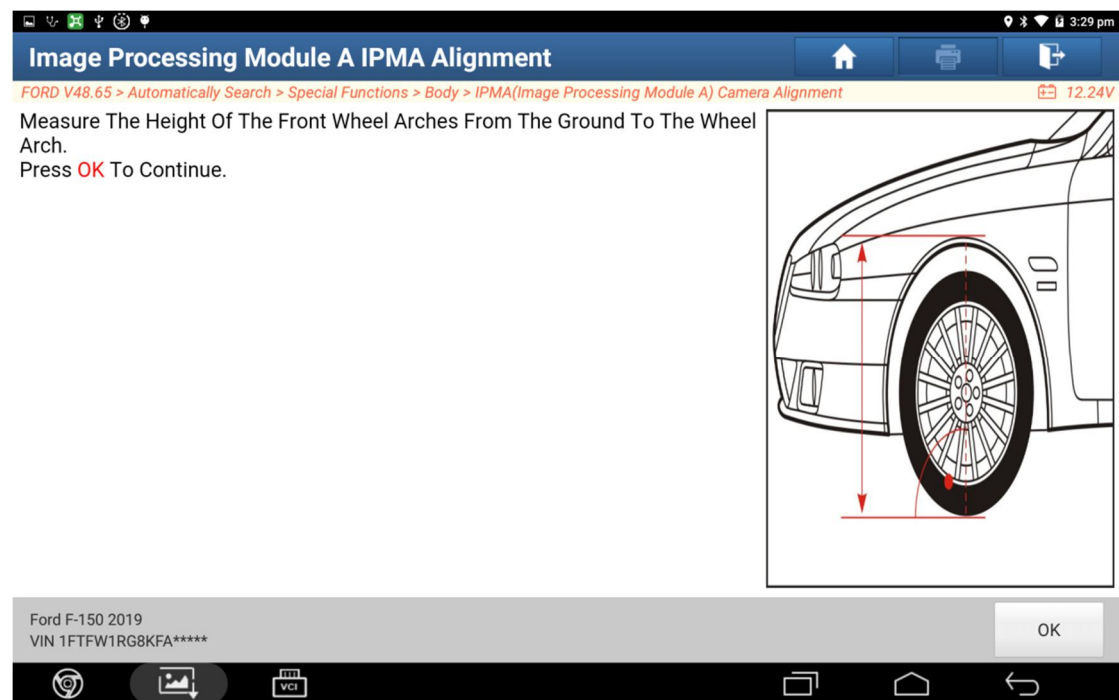 3:29 pm
Image Processing Module A IPMA Alignment
FORD V48.65 > Automatically Search > Special Functions > Body > IPMA(Image Processing Module A) Camera Alignment
12.24V
Measure The Height Of The Front Wheel Arches From The Ground To The Wheel
Arch.
Press OK To Continue.
Ford F-150 2019
VIN 1FTFW1RG8KFA*****
OK
VCI